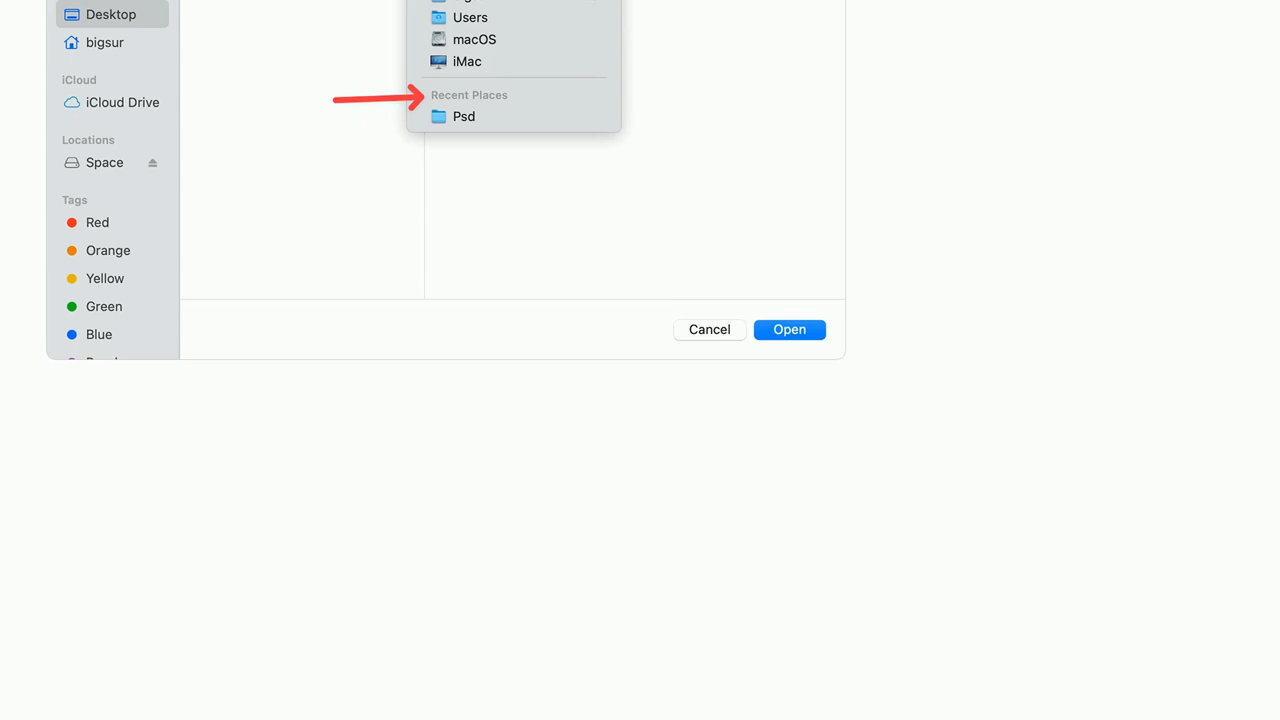 Desktop
bigsur
iCloud
iCloud Drive
Locations
Space
Tags
Red
Orange
Yellow
Green
Blue
Users
macOS
iMac
Recent Places
Psd
Cancel
Open